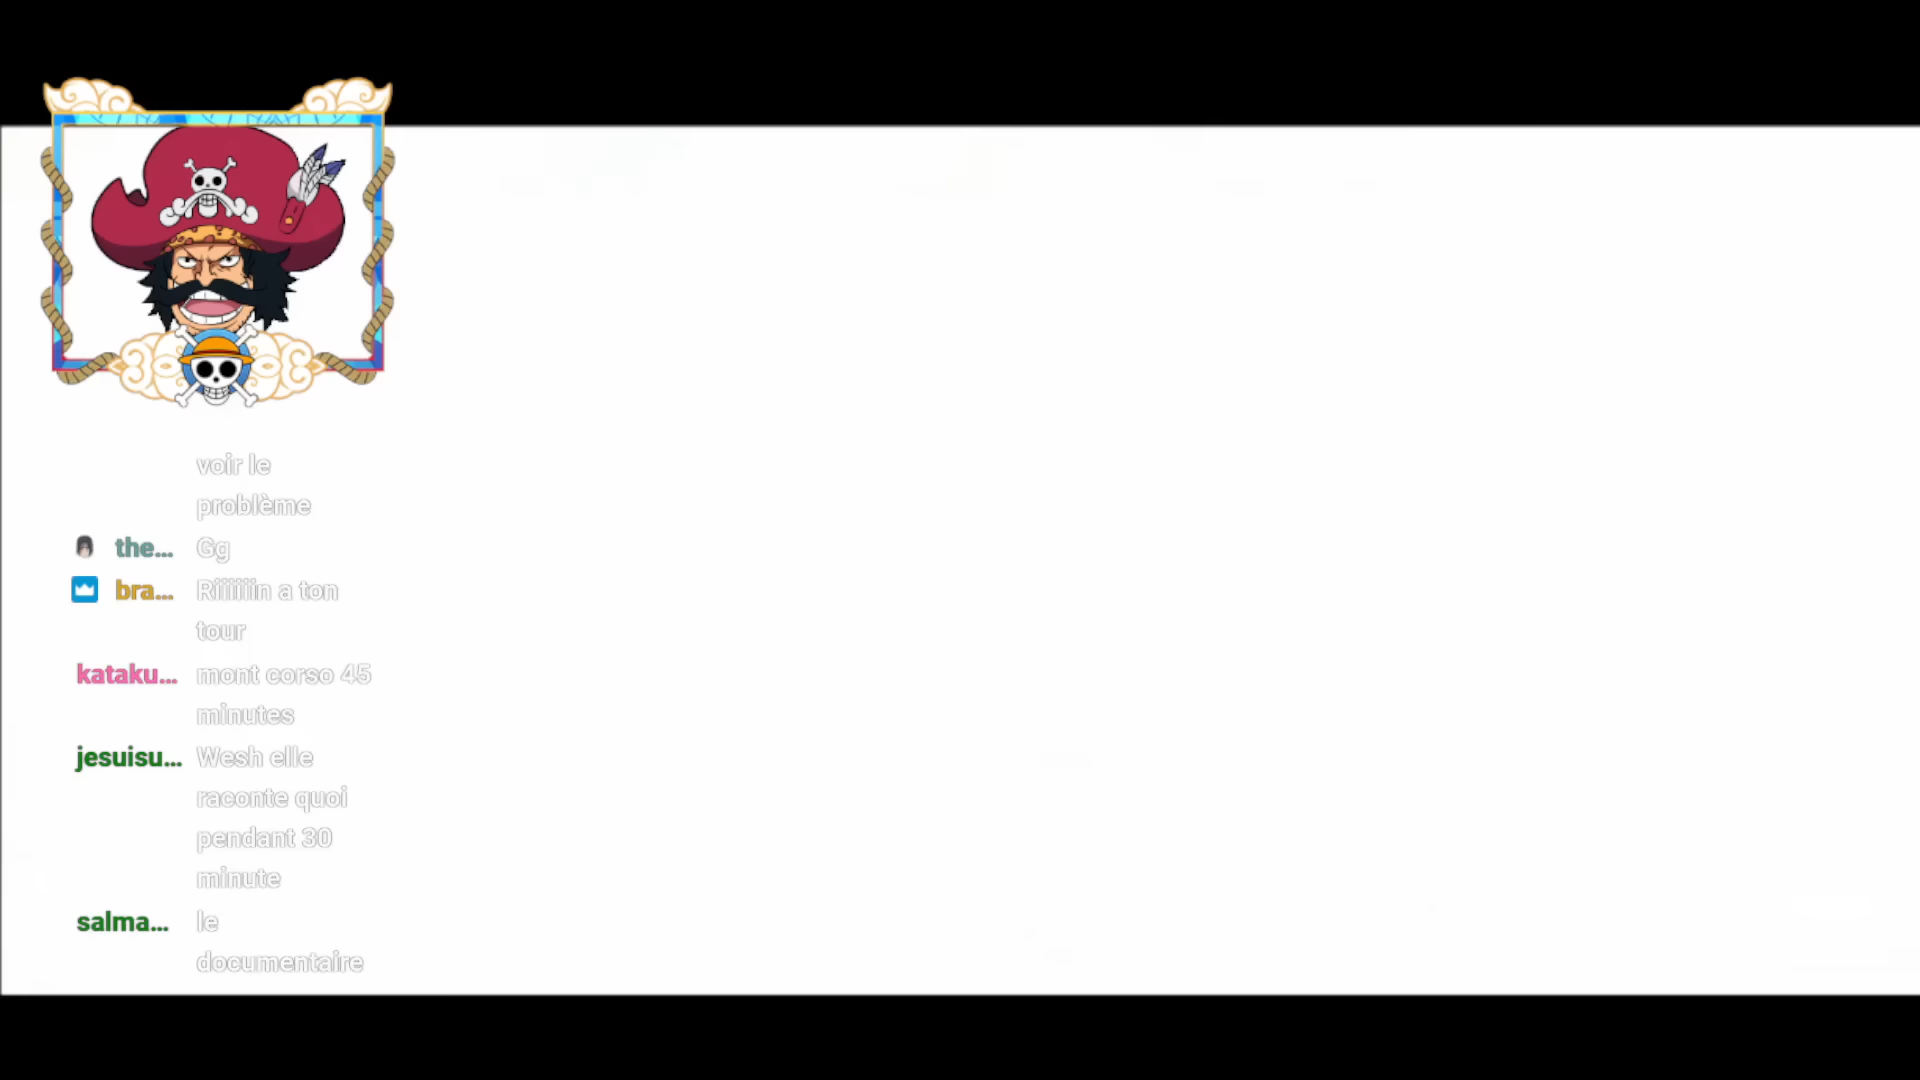 voir le
problème
the... Gg
bra... Riiiiiin a ton
tour
kataku... mont corso 45
minutes
jesuisu... Wesh elle
raconte quoi
pendant 30
minute
salma... le
documentaire